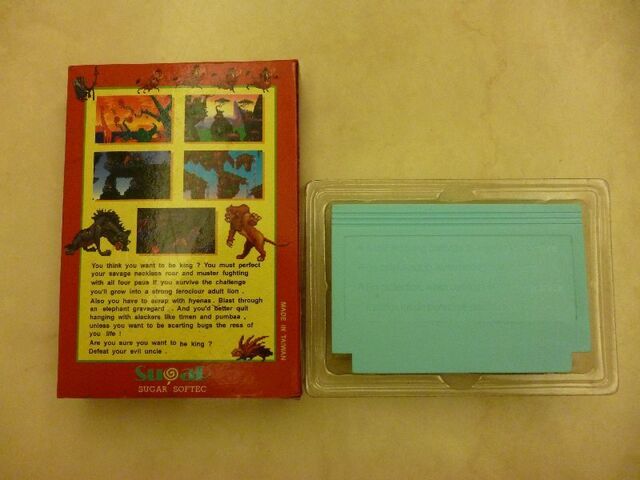 You think you want to be king ? You must perfect
your savage neckless roar and muster fughting
with all four paus If you survive the challenge
you'll grow into a strong ferociour adult lion .
Also you have to with hyenas . Blast through
an elephant gravegard . And you'd better quit
hanging with slackers like timen and pumbaa ,
unless you want to be scarting bugs the ress of
you life !
Are you sure you want to be king ?
Defeat your evil uncle .
MADE IN TAIWAN
Sugar
SUGAR SOFTEC